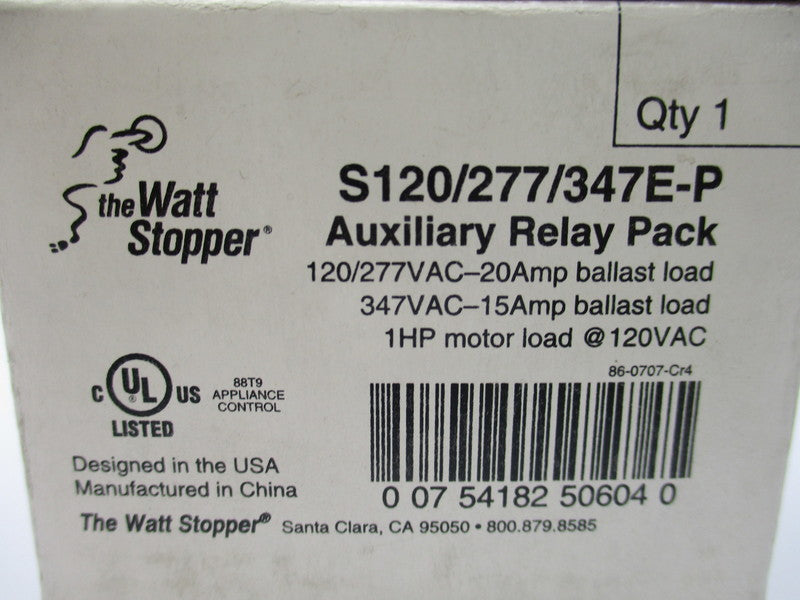 Qty 1
the Watt
Stopper®
S120/277/347E-P
Auxiliary Relay Pack
120/277VAC–20Amp ballast load
347VAC–15Amp ballast load
1HP motor load @120VAC
86-0707-Cr4
C UL® US
LISTED
88T9
APPLIANCE
CONTROL
Designed in the USA
Manufactured in China
0 07 54182 50604 0
The Watt Stopper® Santa Clara, CA 95050 • 800.879.8585